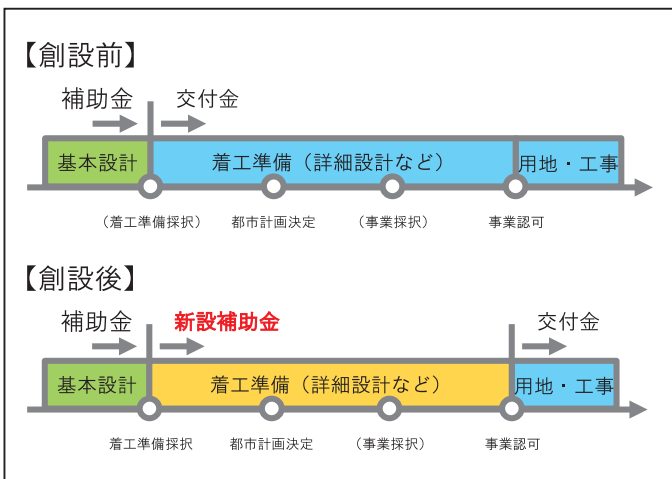 【創設前】
補助金 交付金
基本設計 着工準備（詳細設計など） 用地・工事
（着工準備採択） 都市計画決定 （事業採択） 事業認可
【創設後】
補助金 新設補助金 交付金
基本設計 着工準備（詳細設計など） 用地・工事
着工準備採択 都市計画決定 （事業採択） 事業認可